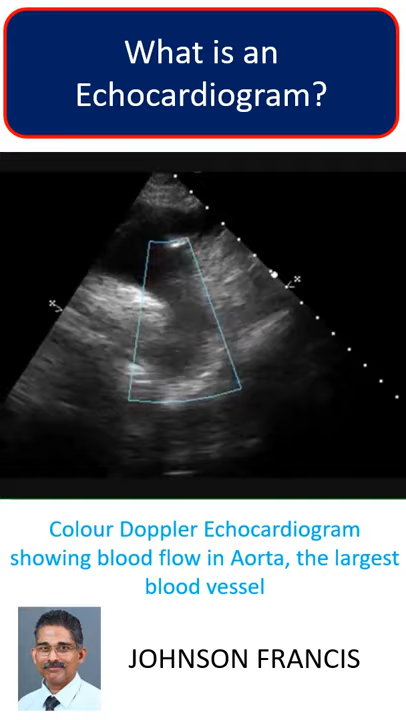 What is an
Echocardiogram?
Colour Doppler Echocardiogram
showing blood flow in Aorta, the largest
blood vessel
JOHNSON FRANCIS